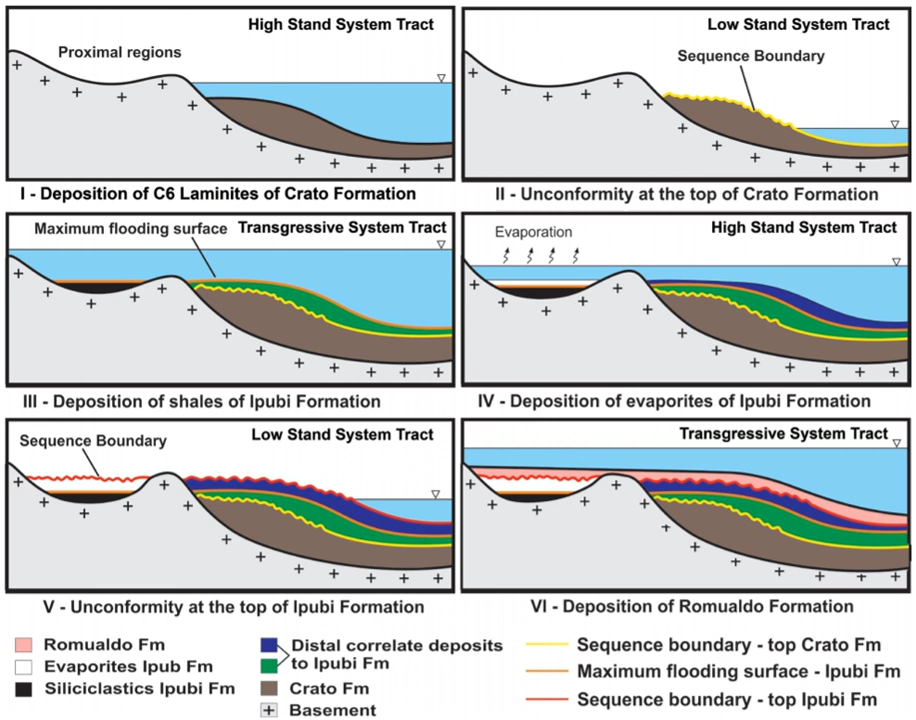 High Stand System Tract
Proximal regions
I - Deposition of C6 Laminites of Crato Formation
Low Stand System Tract
Sequence Boundary
II - Unconformity at the top of Crato Formation
Maximum flooding surface
Transgressive System Tract
III - Deposition of shales of Ipubi Formation
Evaporation
High Stand System Tract
IV - Deposition of evaporites of Ipubi Formation
Sequence Boundary
Low Stand System Tract
V - Unconformity at the top of Ipubi Formation
Transgressive System Tract
VI - Deposition of Romualdo Formation
Romualdo Fm
Evaporites Ipub Fm
Siliciclastics Ipubi Fm
Distal correlate deposits
to Ipubi Fm
Crato Fm
Basement
Sequence boundary - top Crato Fm
Maximum flooding surface - Ipubi Fm
Sequence boundary - top Ipubi Fm